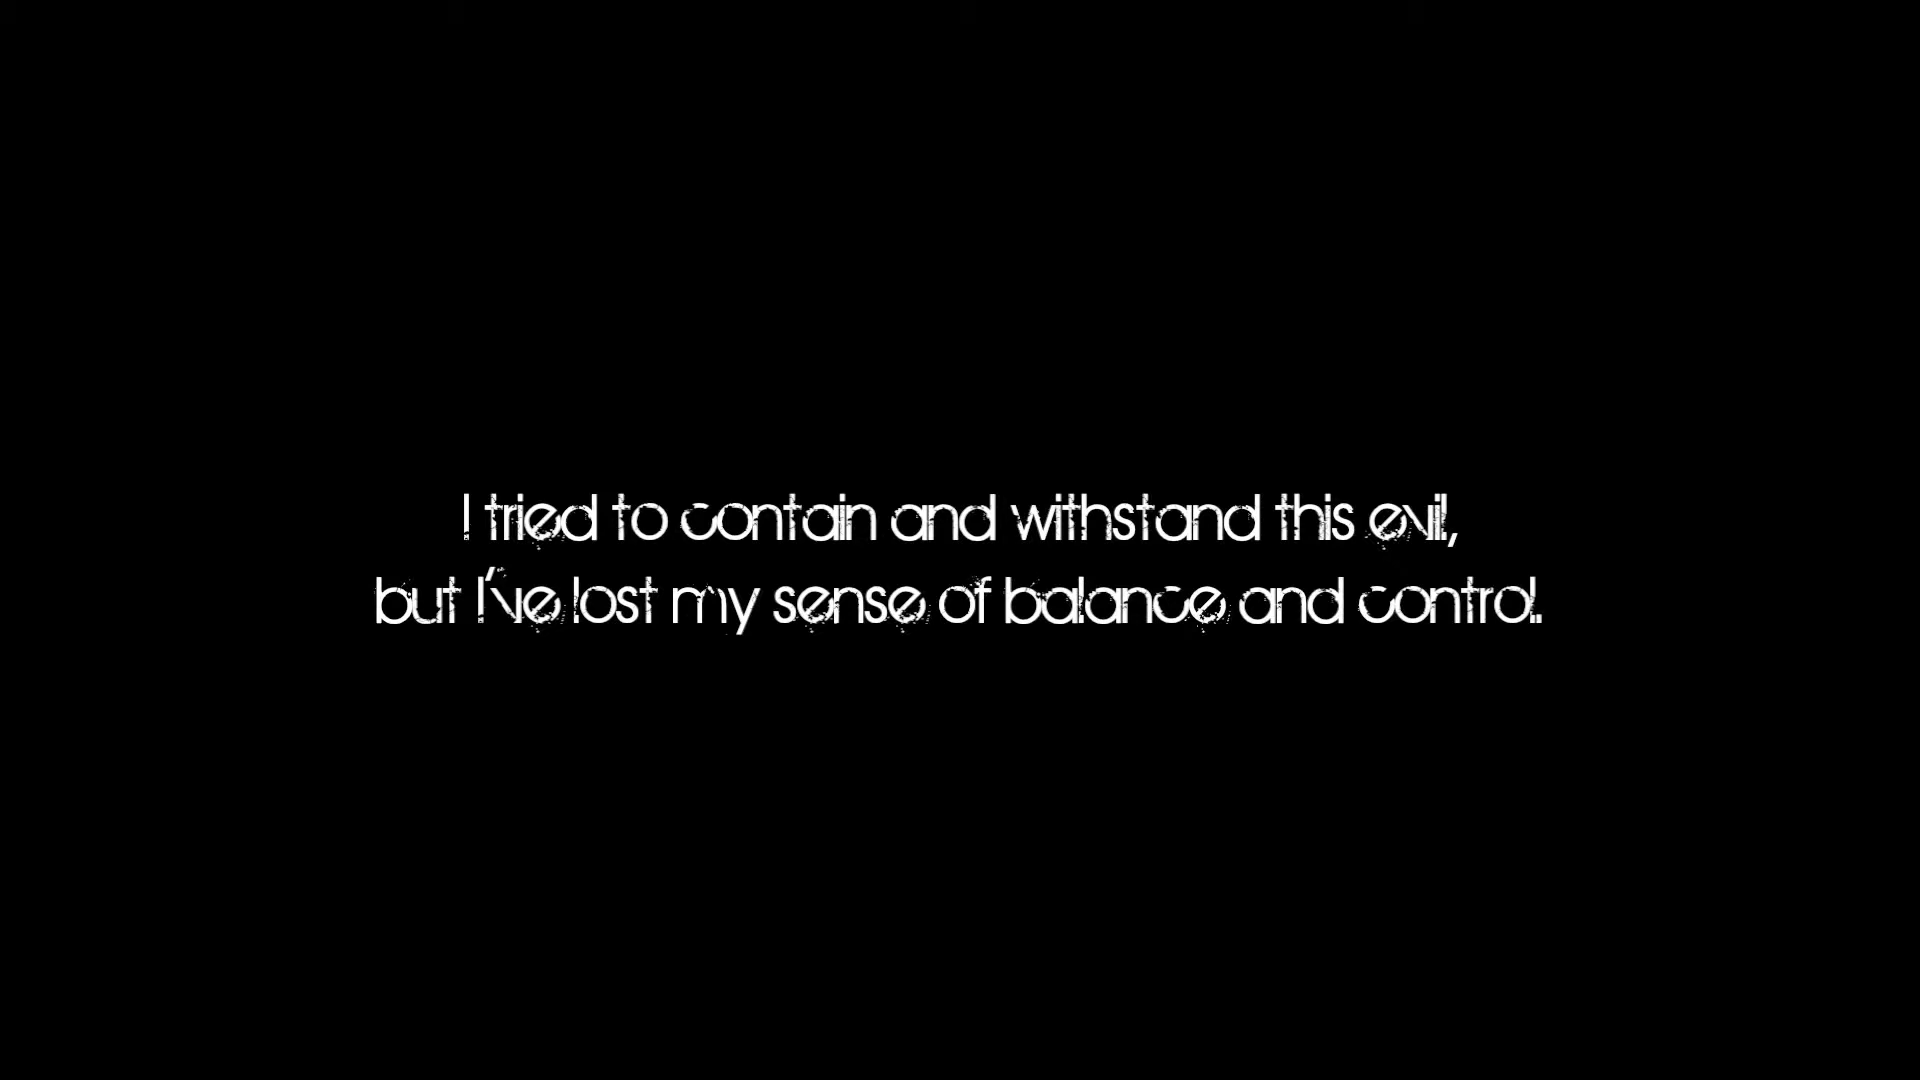 I tried to contain and withstand this evil,
but I've lost my sense of balance and control.